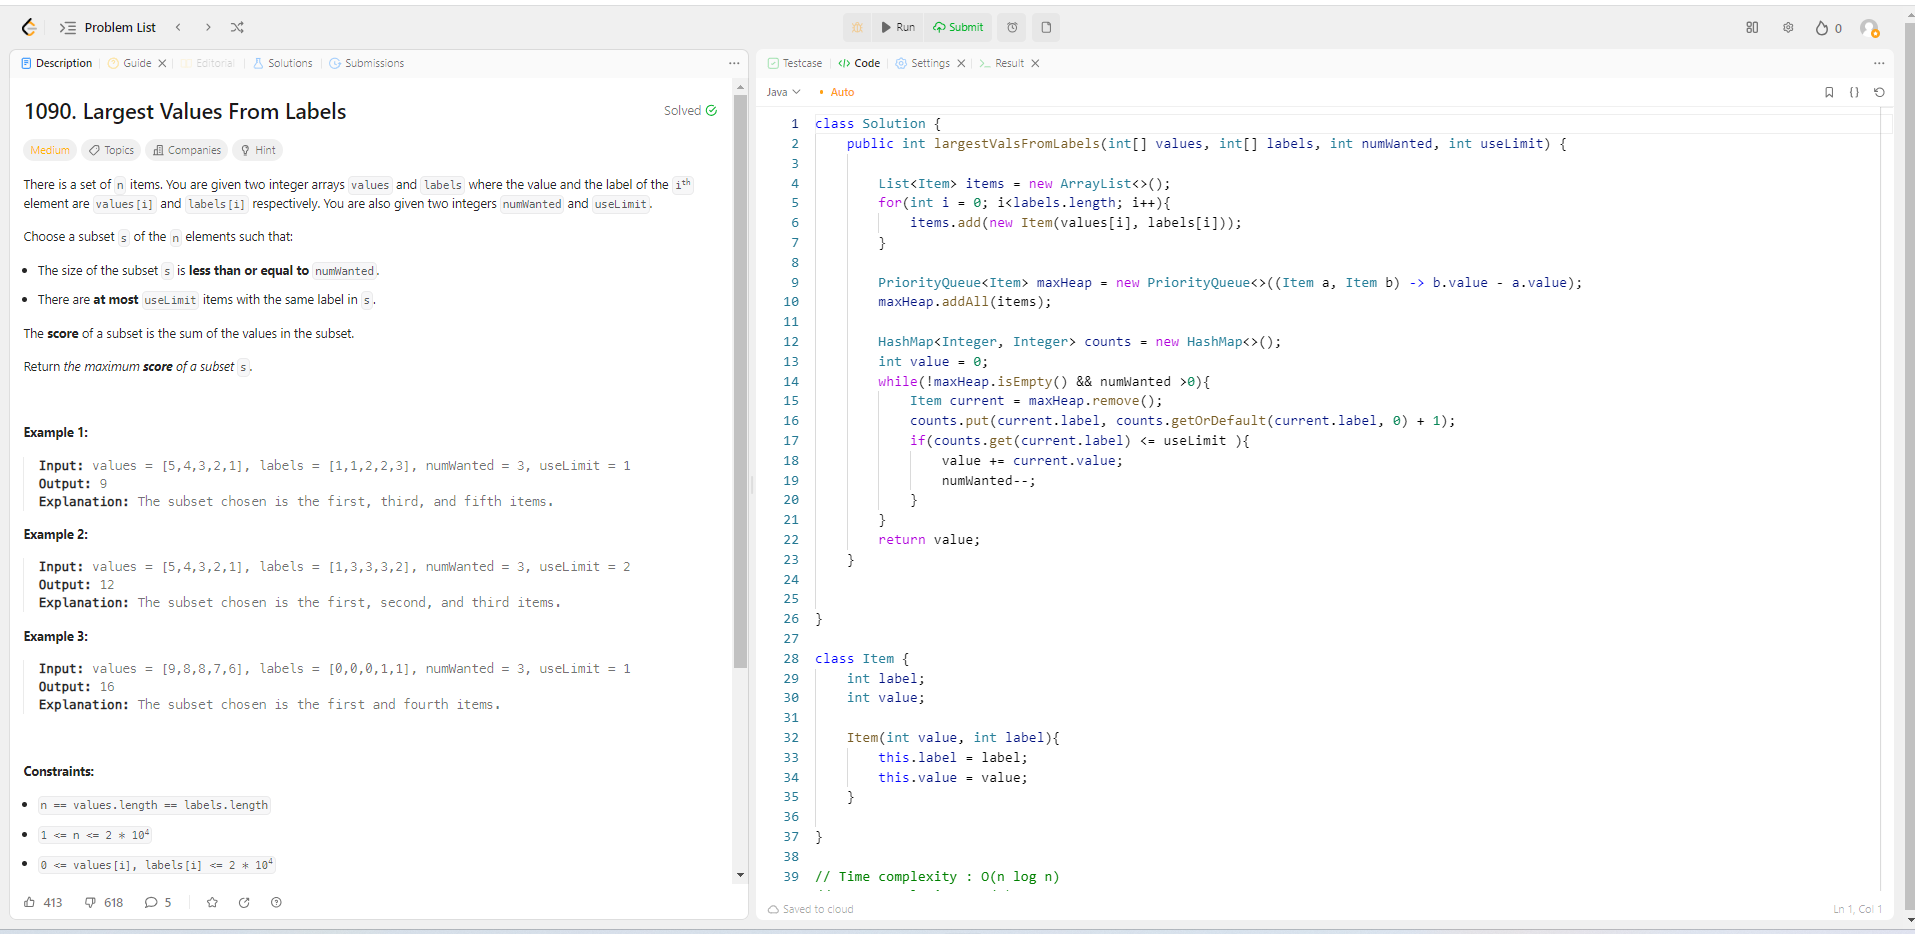 Problem List
Run
Submit
0
Description
Guide
Editorial
Solutions
Submissions
1090. Largest Values From Labels
Solved
Medium
Topics
Companies
Hint
There is a set of n items. You are given two integer arrays values and labels where the value and the label of the ith
element are values[i] and labels[i] respectively. You are also given two integers numWanted and useLimit.
Choose a subset s of the n elements such that:
The size of the subset s is less than or equal to numWanted.
There are at most useLimit items with the same label in s.
The score of a subset is the sum of the values in the subset.
Return the maximum score of a subset s.
Example 1:
Input: values = [5,4,3,2,1], labels = [1,1,2,2,3], numWanted = 3, useLimit = 1
Output: 9
Explanation: The subset chosen is the first, third, and fifth items.
Example 2:
Input: values = [5,4,3,2,1], labels = [1,3,3,3,2], numWanted = 3, useLimit = 2
Output: 12
Explanation: The subset chosen is the first, second, and third items.
Example 3:
Input: values = [9,8,8,7,6], labels = [0,0,0,1,1], numWanted = 3, useLimit = 1
Output: 16
Explanation: The subset chosen is the first and fourth items.
Constraints:
n == values.length == labels.length
1 <= n <= 2 * 10^4
0 <= values[i], labels[i] <= 2 * 10^4
413
618
5
Testcase
Code
Settings
Result
Java
Auto
1 class Solution {
2 public int largestValsFromLabels(int[] values, int[] labels, int numWanted, int useLimit) {
3
4 List<Item> items = new ArrayList<>();
5 for(int i = 0; i<labels.length; i++){
6 items.add(new Item(values[i], labels[i]));
7 }
8
9 PriorityQueue<Item> maxHeap = new PriorityQueue<>((Item a, Item b) -> b.value - a.value);
10 maxHeap.addAll(items);
11
12 HashMap<Integer, Integer> counts = new HashMap<>();
13 int value = 0;
14 while(!maxHeap.isEmpty() && numWanted >0){
15 Item current = maxHeap.remove();
16 counts.put(current.label, counts.getOrDefault(current.label, 0) + 1);
17 if(counts.get(current.label) <= useLimit ){
18 value += current.value;
19 numWanted--;
20 }
21 }
22 return value;
23 }
24
25
26 }
27
28 class Item {
29 int label;
30 int value;
31
32 Item(int value, int label){
33 this.label = label;
34 this.value = value;
35 }
36
37 }
38
39 // Time complexity : O(n log n)
Saved to cloud
Ln 1, Col 1